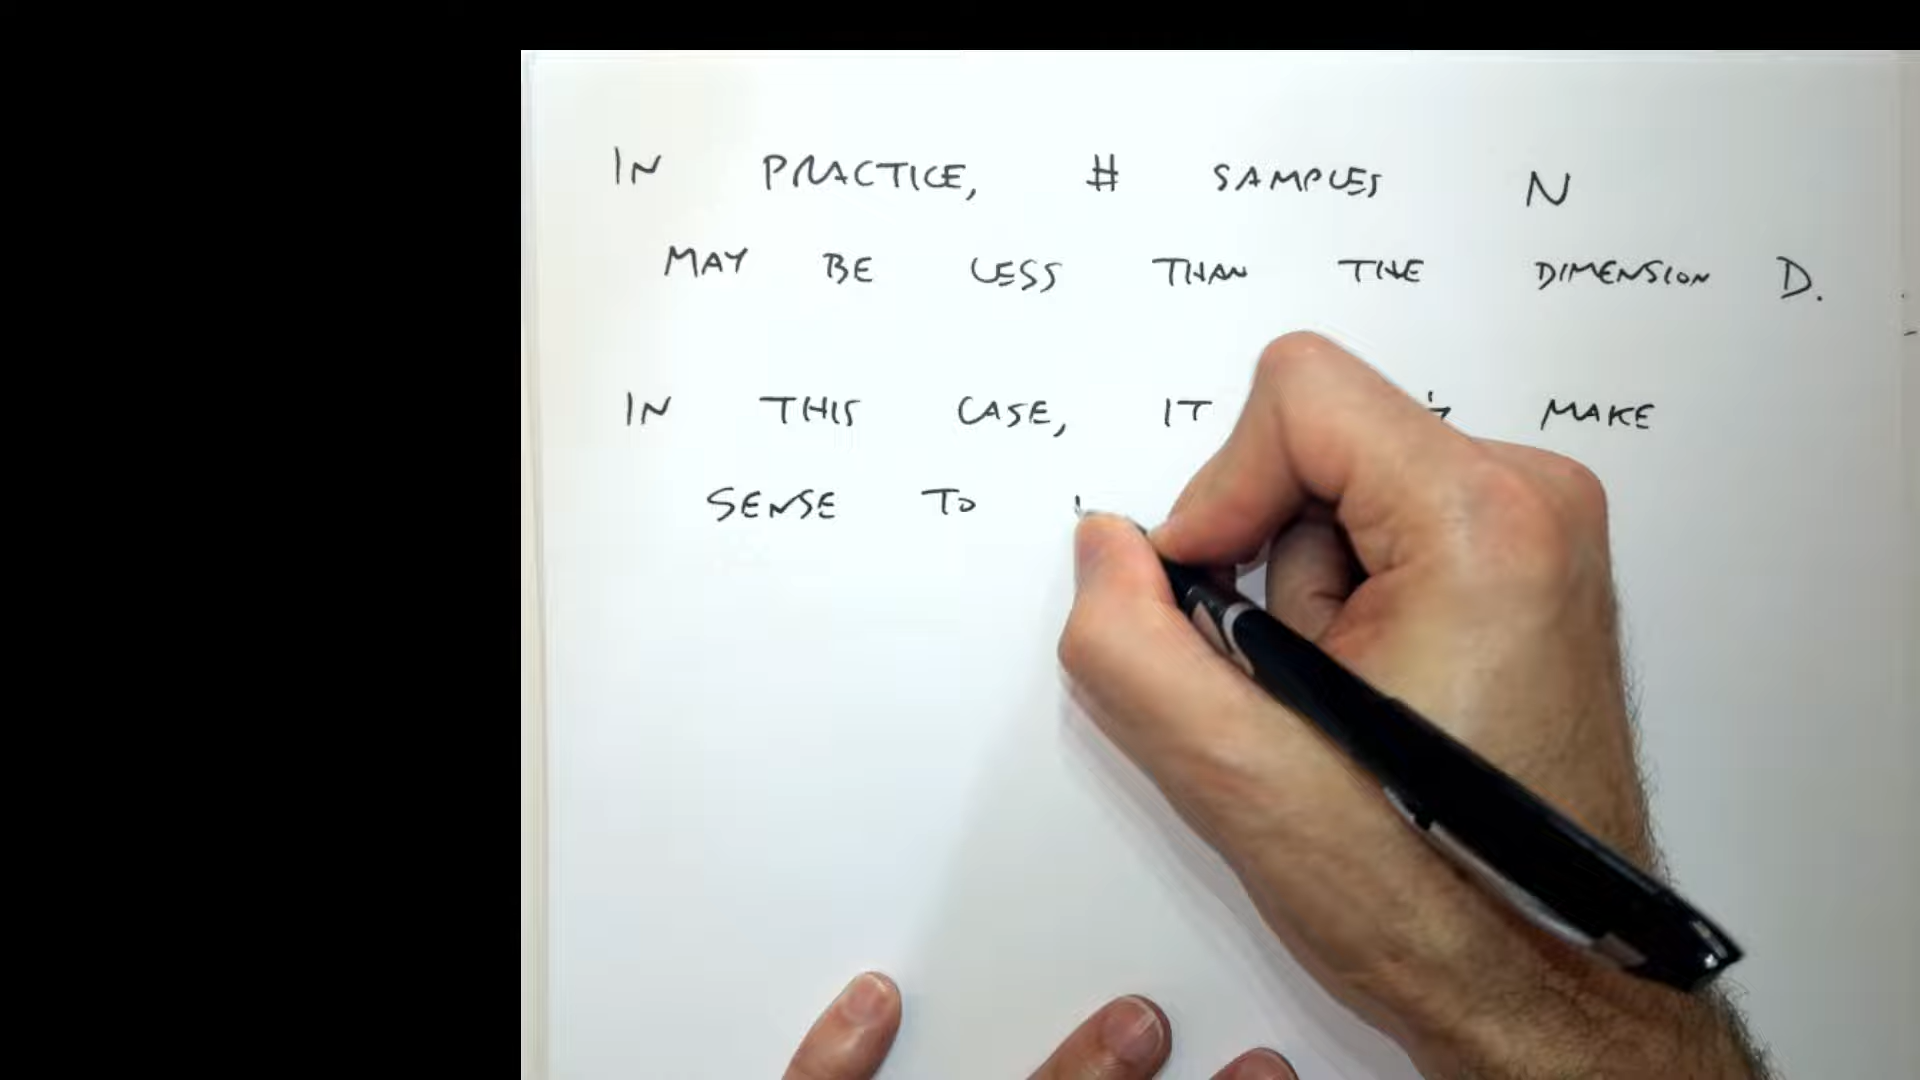 IN PRACTICE, # SAMPLES N
MAY BE LESS THAN THE DIMENSION D.
IN THIS CASE, IT MAKE
SENSE TO